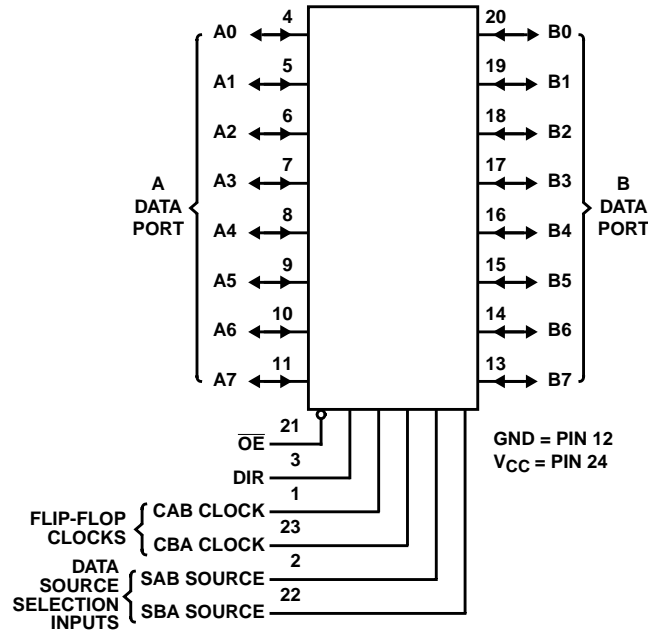 A0 4 20 B0
A1 5 19 B1
A2 6 18 B2
A3 7 17 B3
A4 8 16 B4
A5 9 15 B5
A6 10 14 B6
A7 11 13 B7
A
DATA
PORT
B
DATA
PORT
21
OE
3
DIR
1
CAB CLOCK
23
CBA CLOCK
2
SAB SOURCE
22
SBA SOURCE
FLIP-FLOP
CLOCKS
DATA
SOURCE
SELECTION
INPUTS
GND = PIN 12
VCC = PIN 24